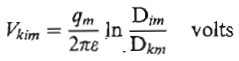 V_kim = q_m/2πε ln D_im/D_km volts